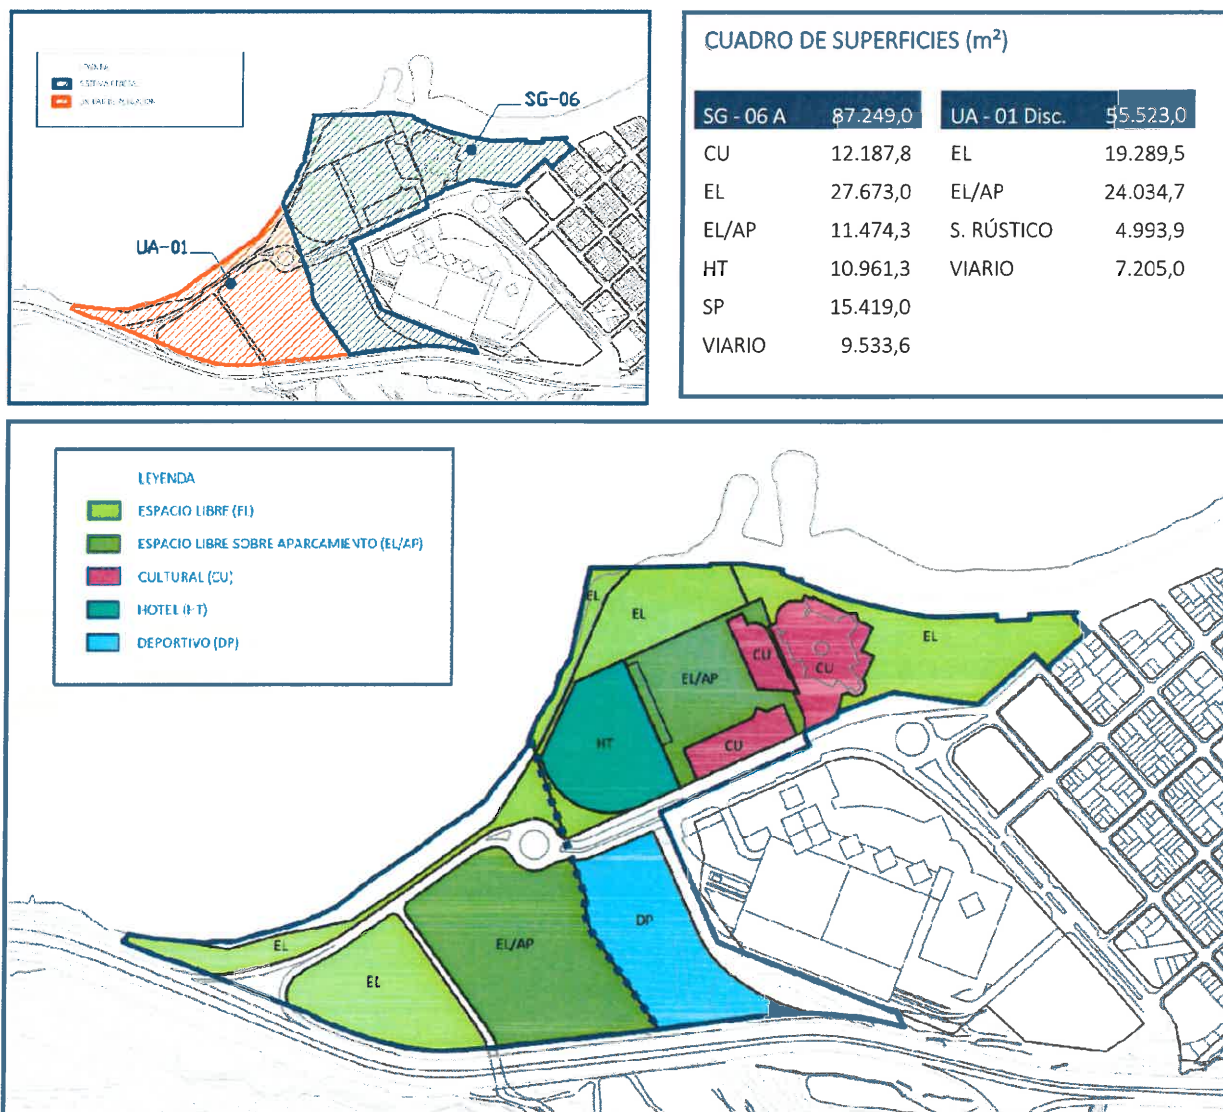 SG-06
UA-01
CUADRO DE SUPERFICIES (m²)
SG - 06 A 87.249,0 UA - 01 Disc. 55.523,0
CU 12.187,8 EL 19.289,5
EL 27.673,0 EL/AP 24.034,7
EL/AP 11.474,3 S. RÚSTICO 4.993,9
HT 10.961,3 VIARIO 7.205,0
SP 15.419,0
VIARIO 9.533,6
LEYENDA
ESPACIO LIBRE (EL)
ESPACIO LIBRE SOBRE APARCAMIENTO (EL/AP)
CULTURAL (CU)
HOTEL (HT)
DEPORTIVO (DP)
EL
EL
EL
CU
CU
EL/AP
HT
CU
DP
EL
EL/AP
EL